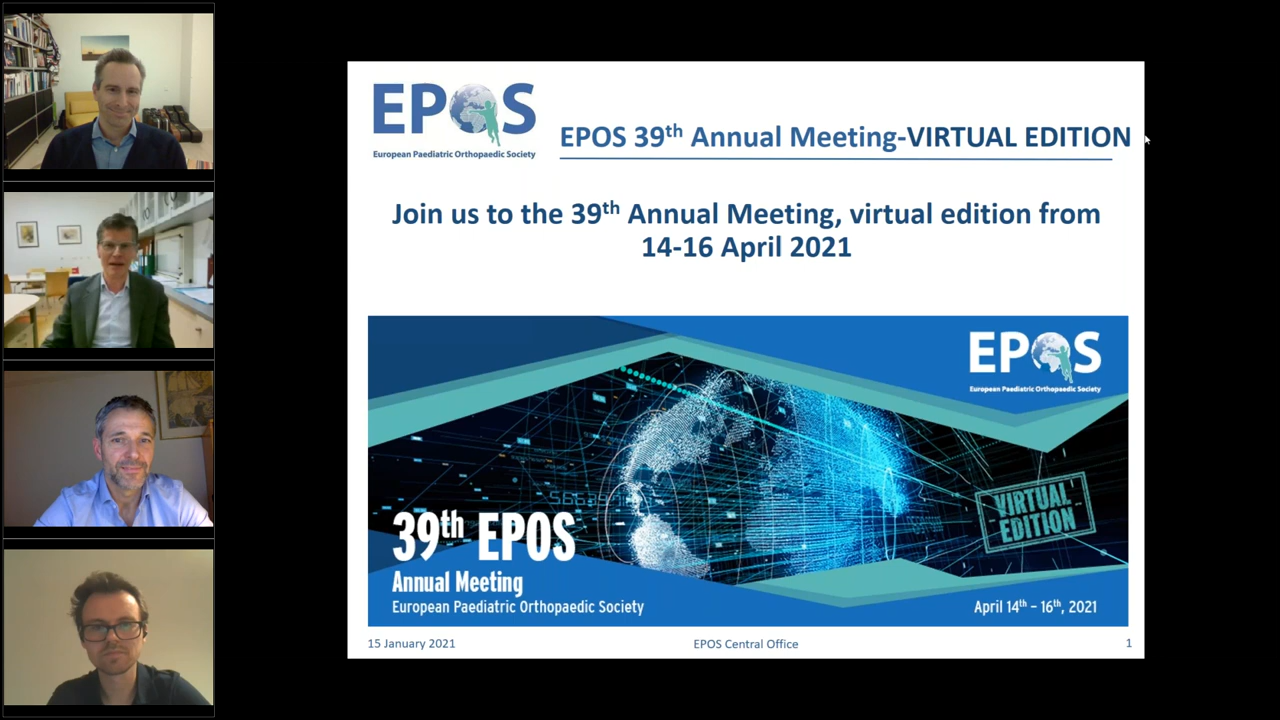 EPOS
European Paediatric Orthopaedic Society
EPOS 39th Annual Meeting-VIRTUAL EDITION
Join us to the 39th Annual Meeting, virtual edition from
14-16 April 2021
EPOS
European Paediatric Orthopaedic Society
VIRTUAL
EDITION
39th EPOS
Annual Meeting
European Paediatric Orthopaedic Society
April 14th – 16th, 2021
15 January 2021
EPOS Central Office
1